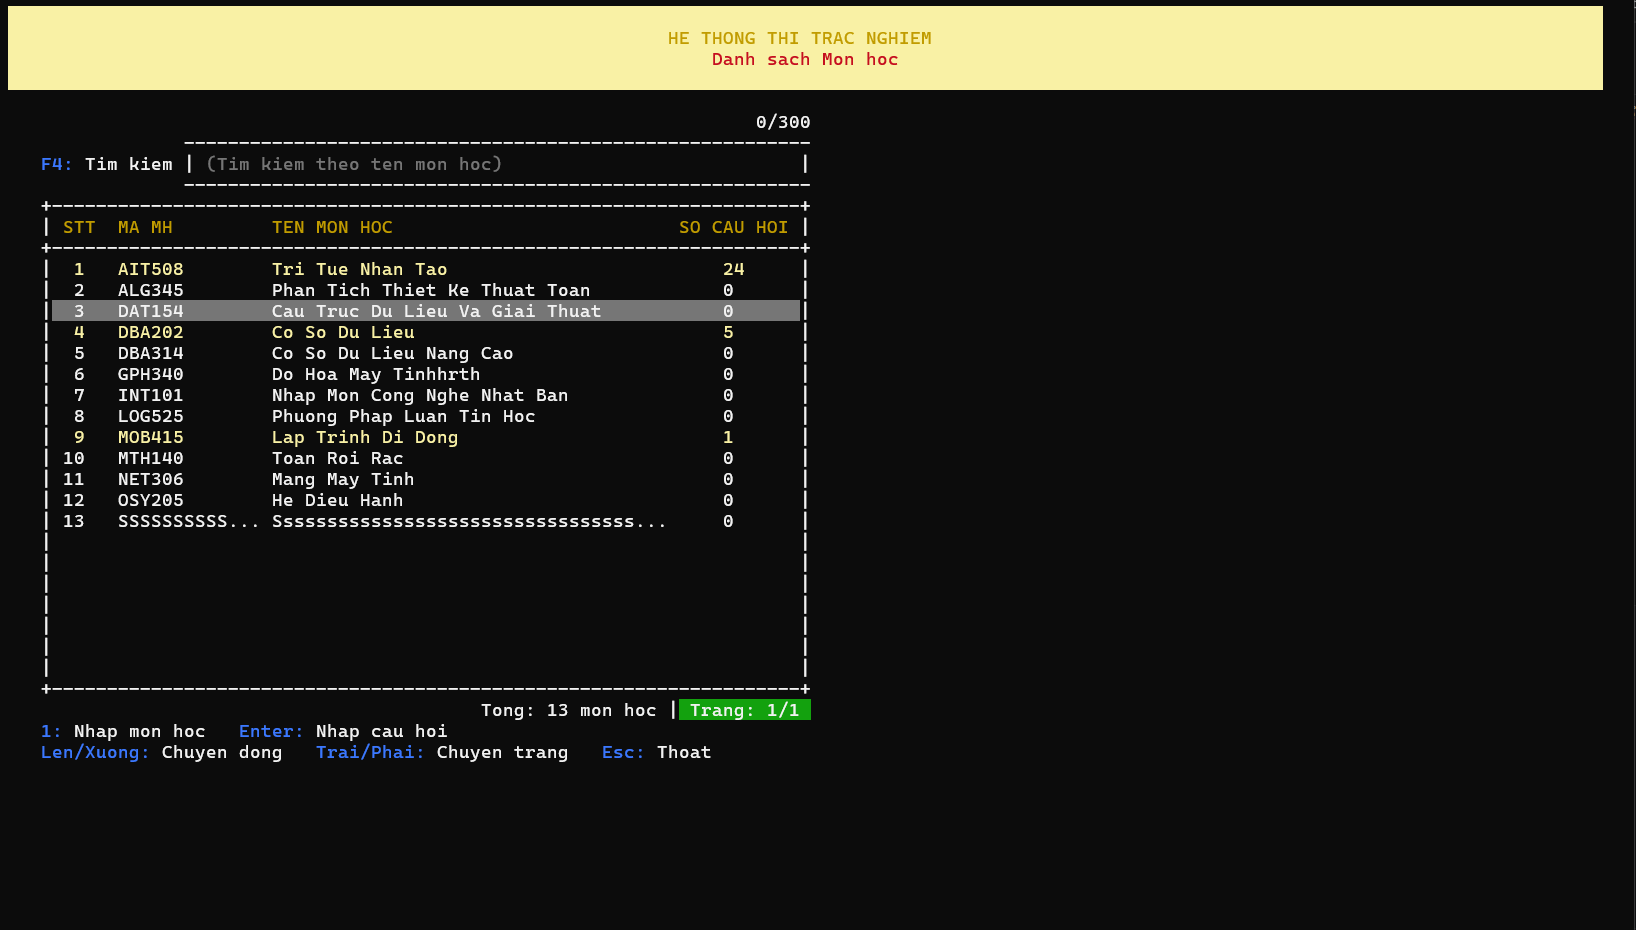 HE THONG THI TRAC NGHIEM
Danh sach Mon hoc
0/300
F4: Tim kiem | (Tim kiem theo ten mon hoc) |
STT MA MH TEN MON HOC SO CAU HOI
1 AIT508 Tri Tue Nhan Tao 24
2 ALG345 Phan Tich Thiet Ke Thuat Toan 0
3 DAT154 Cau Truc Du Lieu Va Giai Thuat 0
4 DBA202 Co So Du Lieu 5
5 DBA314 Co So Du Lieu Nang Cao 0
6 GPH340 Do Hoa May Tinhhrth 0
7 INT101 Nhap Mon Cong Nghe Nhat Ban 0
8 LOG525 Phuong Phap Luan Tin Hoc 0
9 MOB415 Lap Trinh Di Dong 1
10 MTH140 Toan Roi Rac 0
11 NET306 Mang May Tinh 0
12 OSY205 He Dieu Hanh 0
13 SSSSSSSSSS... Sssssssssssssssssssssssssssssssss... 0
Tong: 13 mon hoc | Trang: 1/1
1: Nhap mon hoc Enter: Nhap cau hoi
Len/Xuong: Chuyen dong Trai/Phai: Chuyen trang Esc: Thoat